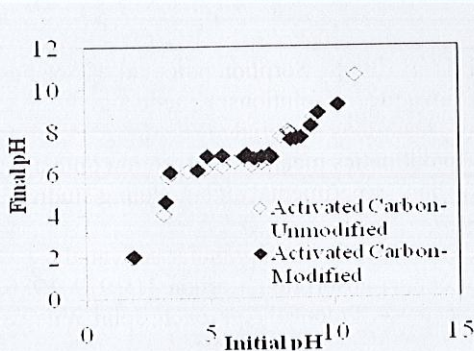 12
10
8
6
4
2
0
Final pH
◇ Activated Carbon-
Unmodified
◆ Activated Carbon-
Modified
0
5
10
15
Initial pH